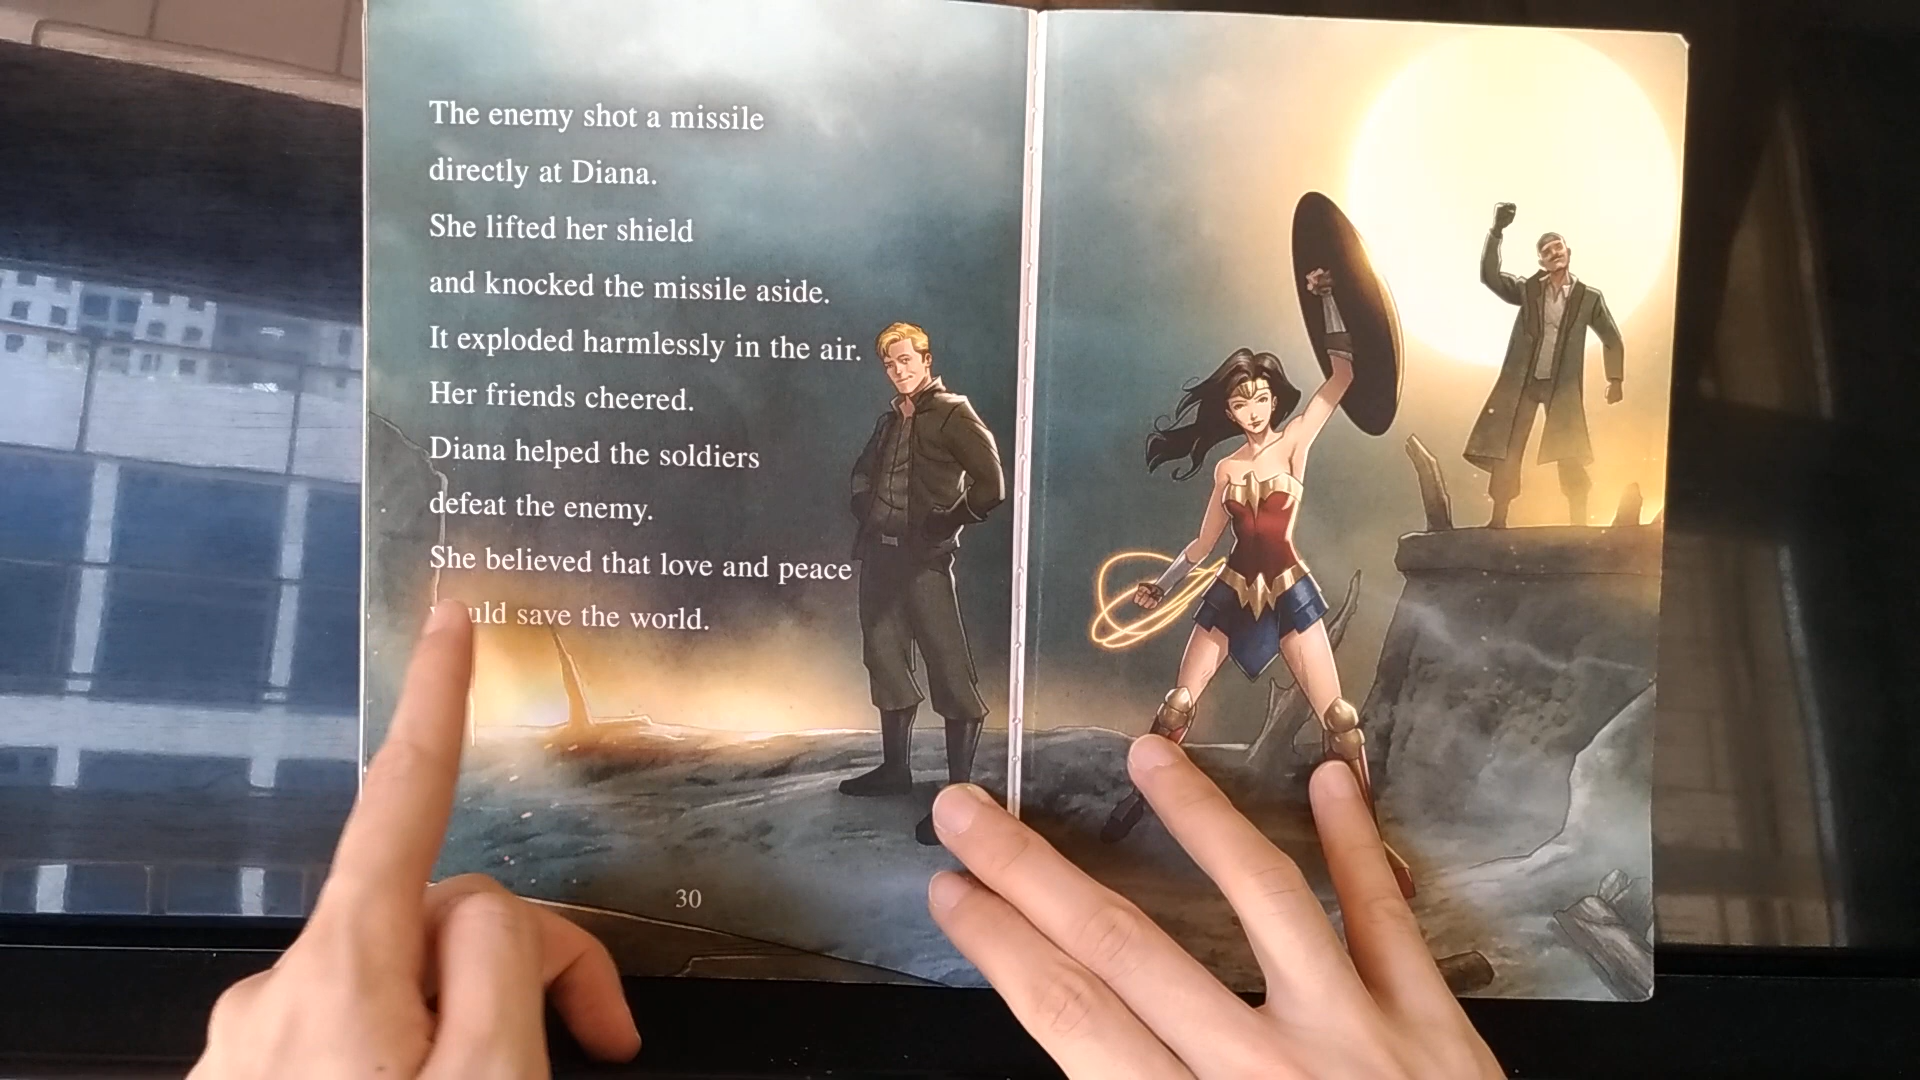 The enemy shot a missile
directly at Diana.
She lifted her shield
and knocked the missile aside.
It exploded harmlessly in the air.
Her friends cheered.
Diana helped the soldiers
defeat the enemy.
She believed that love and peace
would save the world.
30